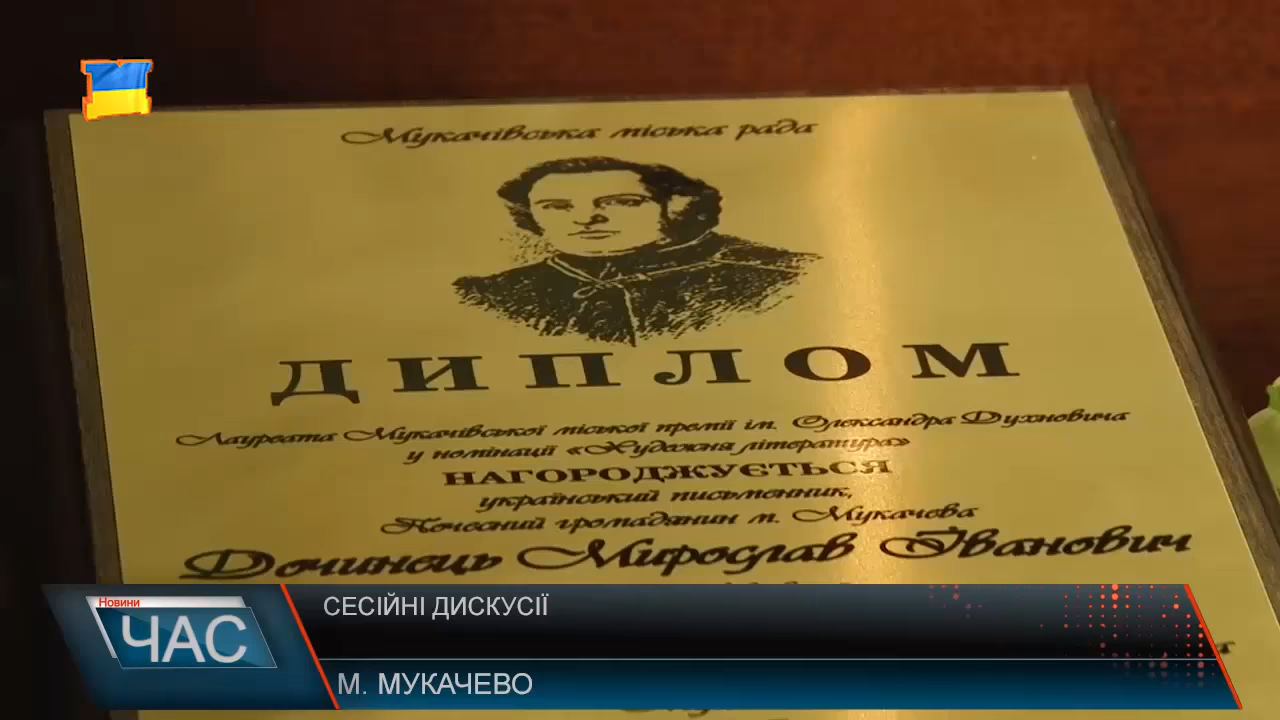 Мукачівська міська рада
ДИПЛОМ
Лауреата Мукачівської міської премії ім. Олександра Духновича
у номінації «Художня література»
НАГОРОДЖУЄТЬСЯ
український письменник,
Почесний громадянин м. Мукачева
Дочинець Мирослав Іванович
Новини
ЧАС
СЕСІЙНІ ДИСКУСІЇ
М. МУКАЧЕВО